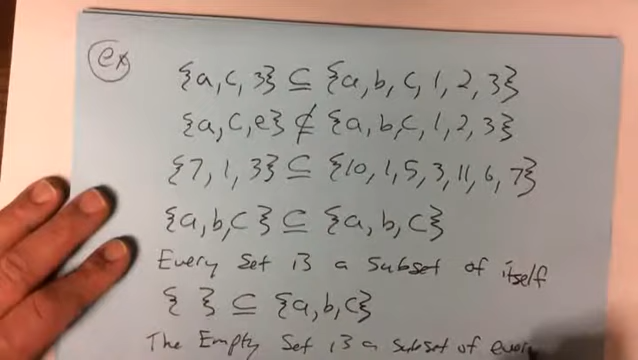 ex
{a, c, 3} ⊆ {a, b, c, 1, 2, 3}
{a, c, e} ⊄ {a, b, c, 1, 2, 3}
{7, 1, 3} ⊆ {10, 1, 5, 3, 11, 6, 7}
{a, b, c} ⊆ {a, b, c}
Every Set is a subset of itself
{ } ⊆ {a, b, c}
The Empty Set is a subset of